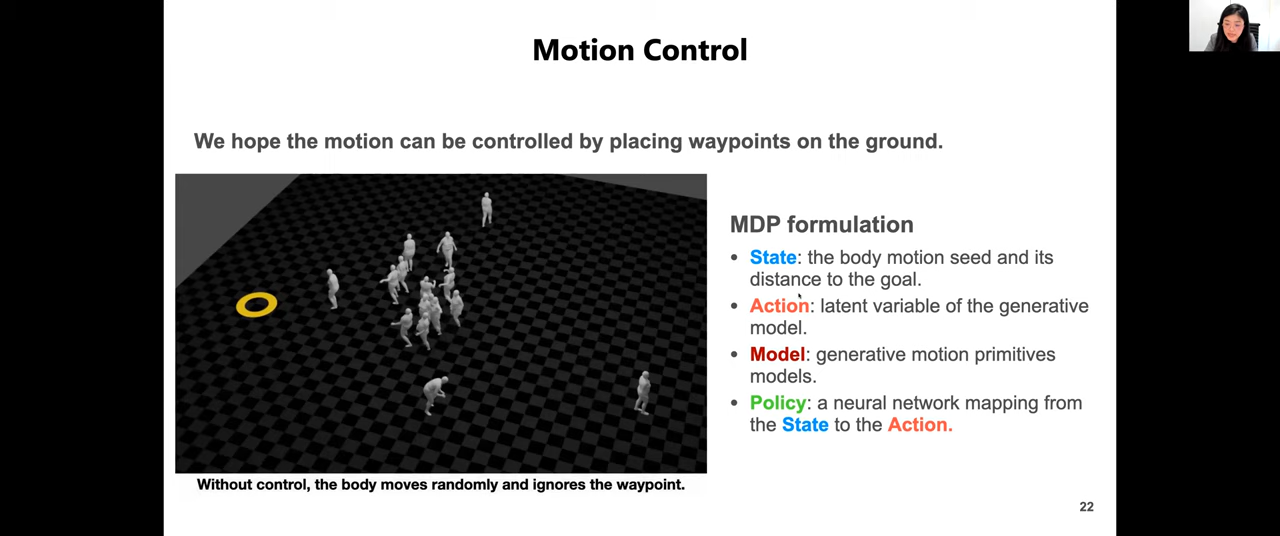 Motion Control
We hope the motion can be controlled by placing waypoints on the ground.
MDP formulation
• State: the body motion seed and its
distance to the goal.
• Action: latent variable of the generative
model.
• Model: generative motion primitives
models.
• Policy: a neural network mapping from
the State to the Action.
Without control, the body moves randomly and ignores the waypoint.
22